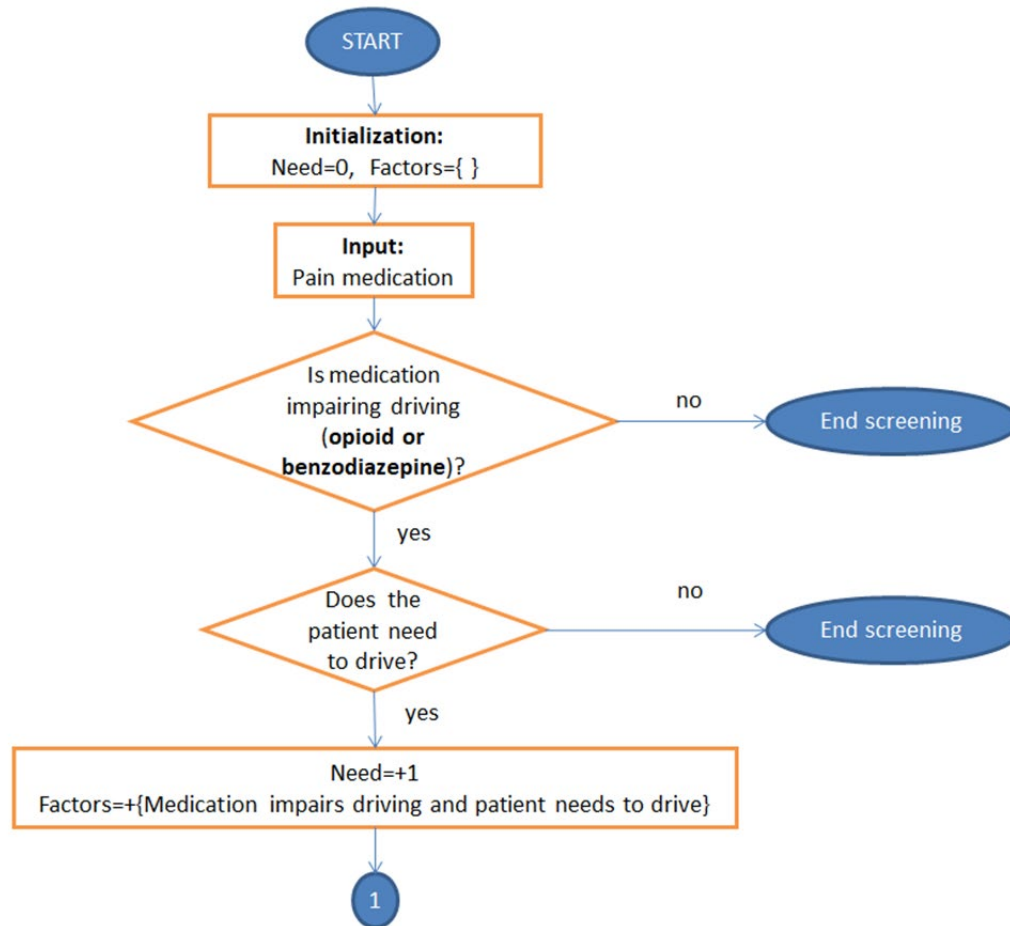 START
Initialization:
Need=0, Factors={ }
Input:
Pain medication
Is medication
impairing driving
(opioid or
benzodiazepine)?
no
End screening
yes
Does the
patient need
to drive?
no
End screening
yes
Need=+1
Factors=+{Medication impairs driving and patient needs to drive}
1